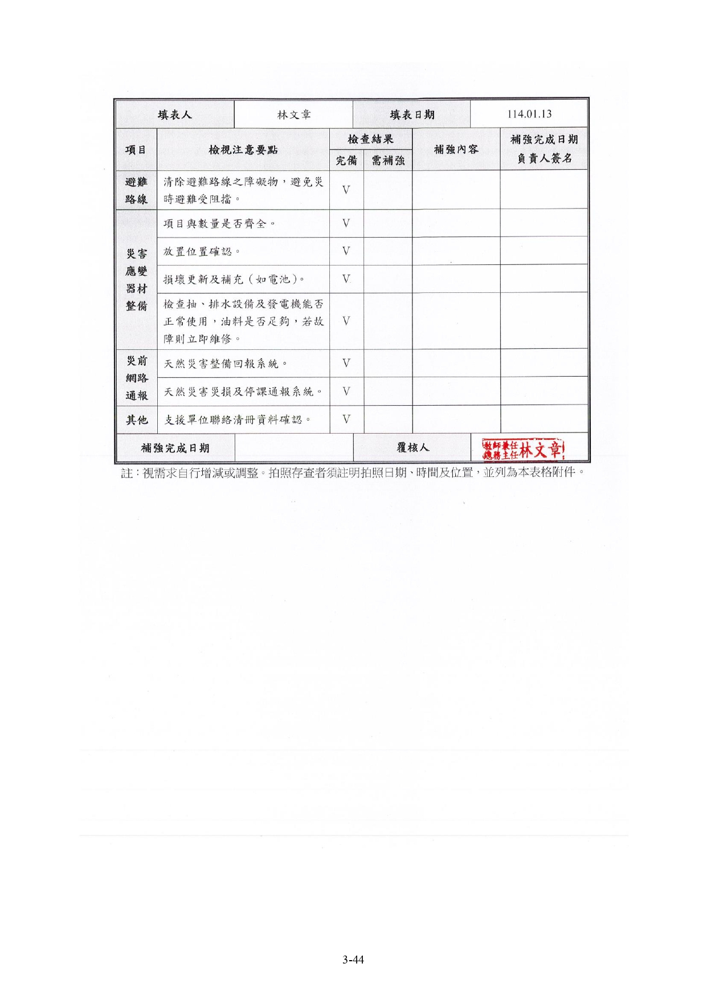 填表人 林文章 填表日期 114.01.13
項目 檢視注意要點 檢查結果 補強內容 補強完成日期
完備 需補強 負責人簽名
避難
路線
清除避難路線之障礙物，避免災
時避難受阻擋。
V
災害
應變
器材
整備
項目與數量是否齊全。 V
放置位置確認。 V
損壞更新及補充（如電池）。 V
檢查抽、排水設備及發電機能否
正常使用，油料是否足夠，若故
障則立即維修。
V
災前
網路
通報
天然災害整備回報系統。 V
天然災害災損及停課通報系統。 V
其他 支援單位聯絡清冊資料確認。 V
補強完成日期 覆核人
教師兼任
總務主任
林文章
註：視需求自行增減或調整。拍照存查者須註明拍照日期、時間及位置，並列為本表格附件。
3-44